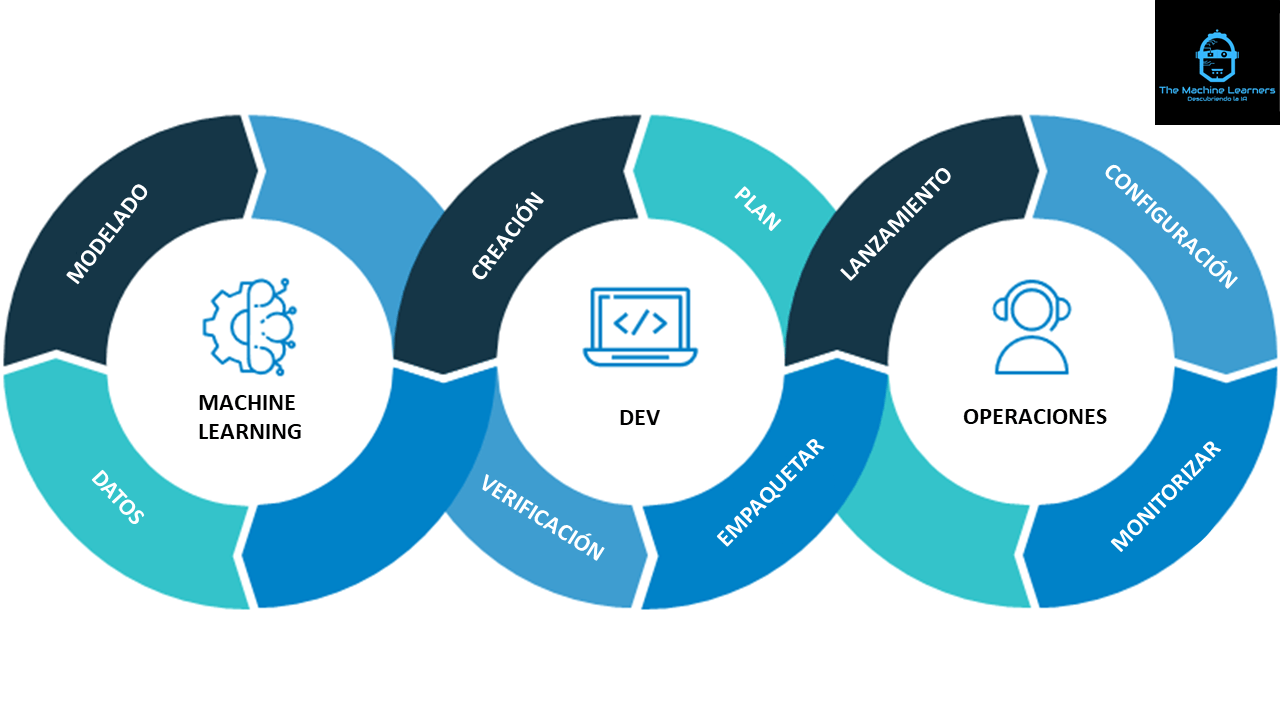 The Machine Learners
Descubriendo la IA
MODELADO
DATOS
MACHINE
LEARNING
CREACIÓN
PLAN
VERIFICACIÓN
EMPAQUETAR
DEV
LANZAMIENTO
CONFIGURACIÓN
MONITORIZAR
OPERACIONES